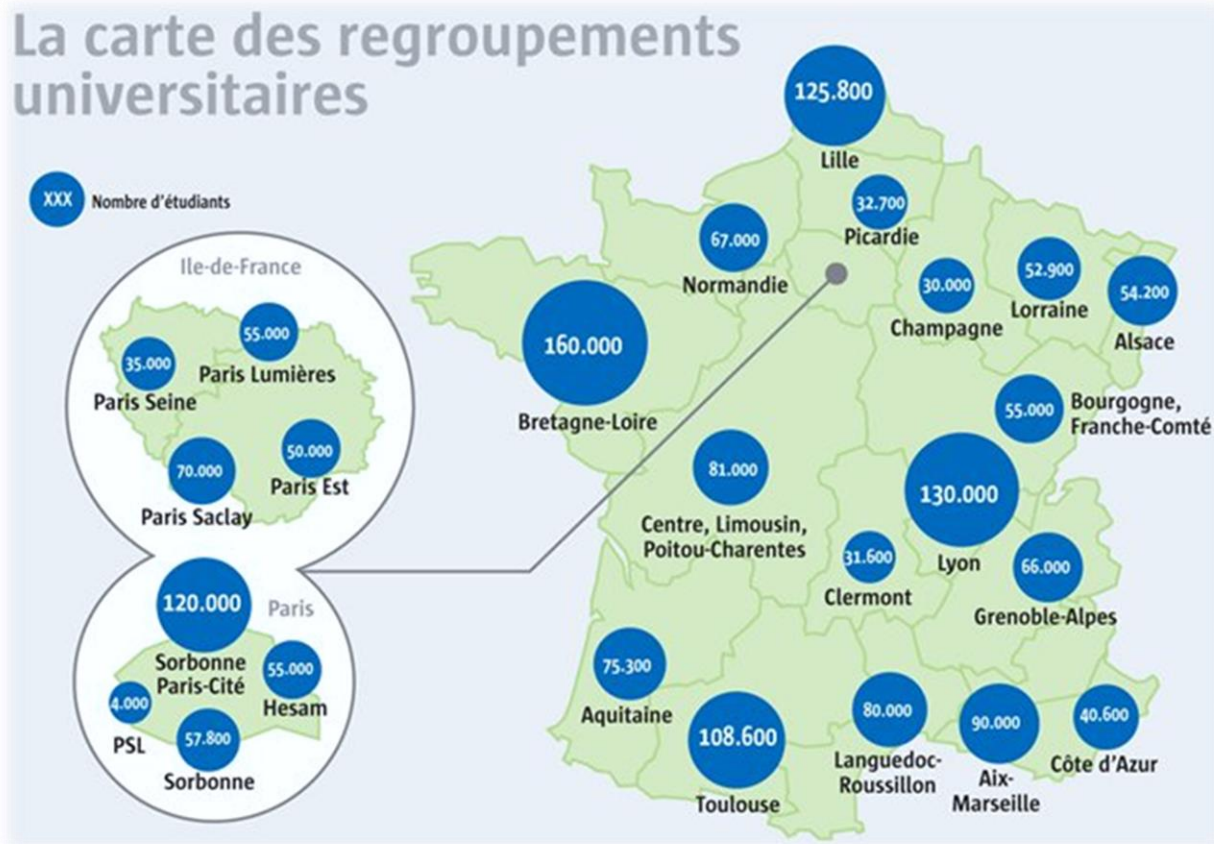 La carte des regroupements
universitaires
XXX
Nombre d'étudiants
Ile-de-France
55.000
Paris Lumières
35.000
Paris Seine
50.000
Paris Est
70.000
Paris Saclay
120.000
Sorbonne
Paris-Cité
Paris
55.000
Hesam
4.000
PSL
57.800
Sorbonne
125.800
Lille
32.700
Picardie
67.000
Normandie
30.000
Champagne
52.900
Lorraine
54.200
Alsace
160.000
Bretagne-Loire
55.000
Bourgogne,
Franche-Comté
81.000
Centre, Limousin,
Poitou-Charentes
130.000
Lyon
31.600
Clermont
66.000
Grenoble-Alpes
75.300
Aquitaine
108.600
Toulouse
80.000
Languedoc-
Roussillon
90.000
Aix-
Marseille
40.600
Côte d'Azur